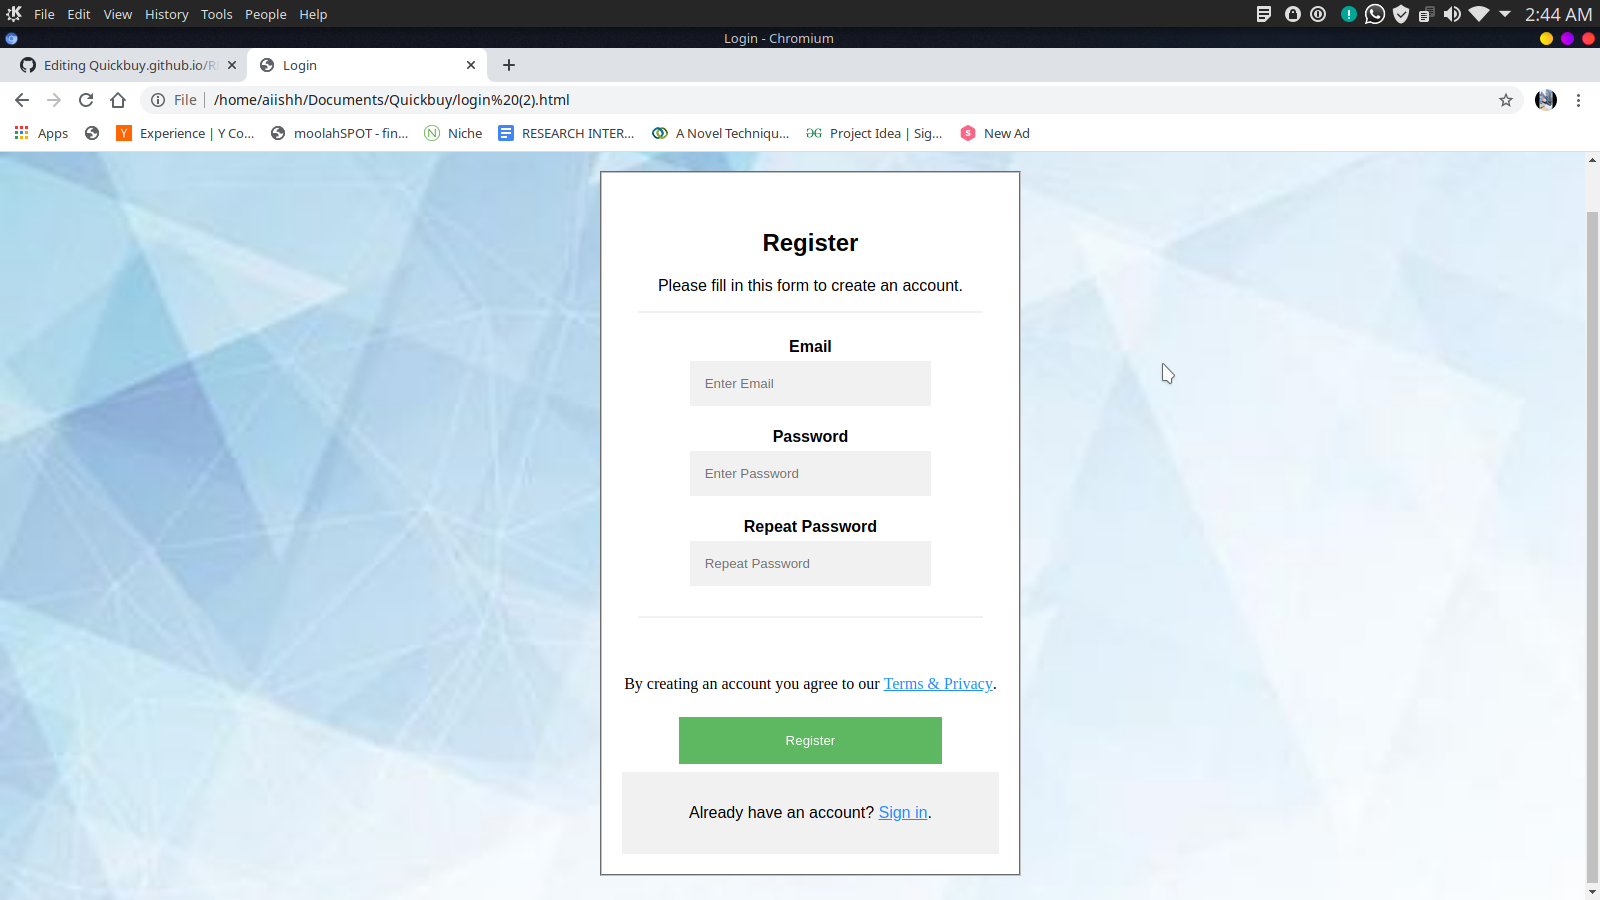 File Edit View History Tools People Help 2:44 AM
Login - Chromium
Editing Quickbuy.github.io/R Login
File /home/aiishh/Documents/Quickbuy/login%20(2).html
Apps Experience | Y Co... moolahSPOT - fin... Niche RESEARCH INTER... A Novel Techniqu... Project Idea | Sig... New Ad
Register
Please fill in this form to create an account.
Email
Enter Email
Password
Enter Password
Repeat Password
Repeat Password
By creating an account you agree to our Terms & Privacy.
Register
Already have an account? Sign in.